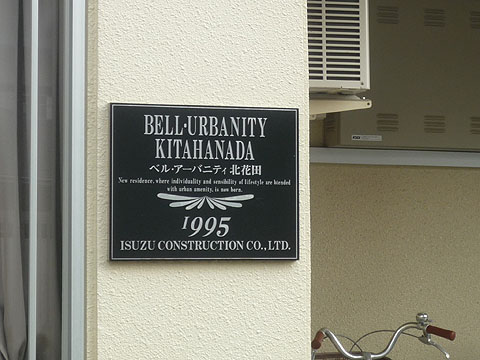 BELL·URBANITY
KITAHANADA
ベル・アーバニティ北花田
New residence, where individuality and sensibility of lifestyle are blended
with urban amenity, is now born.
1995
ISUZU CONSTRUCTION CO., LTD.